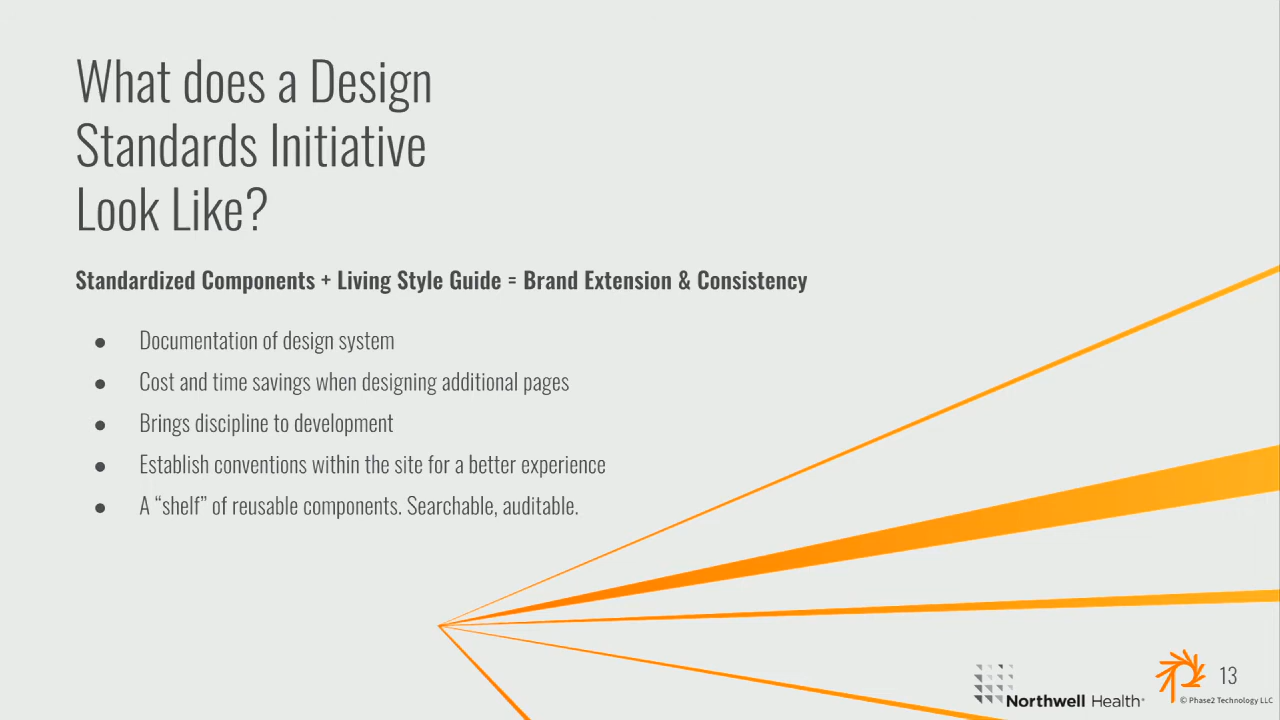 What does a Design
Standards Initiative
Look Like?
Standardized Components + Living Style Guide = Brand Extension & Consistency
● Documentation of design system
● Cost and time savings when designing additional pages
● Brings discipline to development
● Establish conventions within the site for a better experience
● A “shelf” of reusable components. Searchable, auditable.
Northwell Health
13
© Phase2 Technology LLC